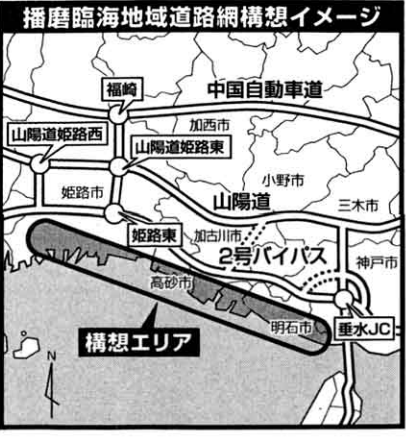 播磨臨海地域道路網構想イメージ
福崎
中国自動車道
加西市
山陽道姫路西
山陽道姫路東
小野市
姫路市
山陽道
三木市
姫路東
加古川市
2号バイパス
神戸市
高砂市
明石市
垂水JC
構想エリア
N